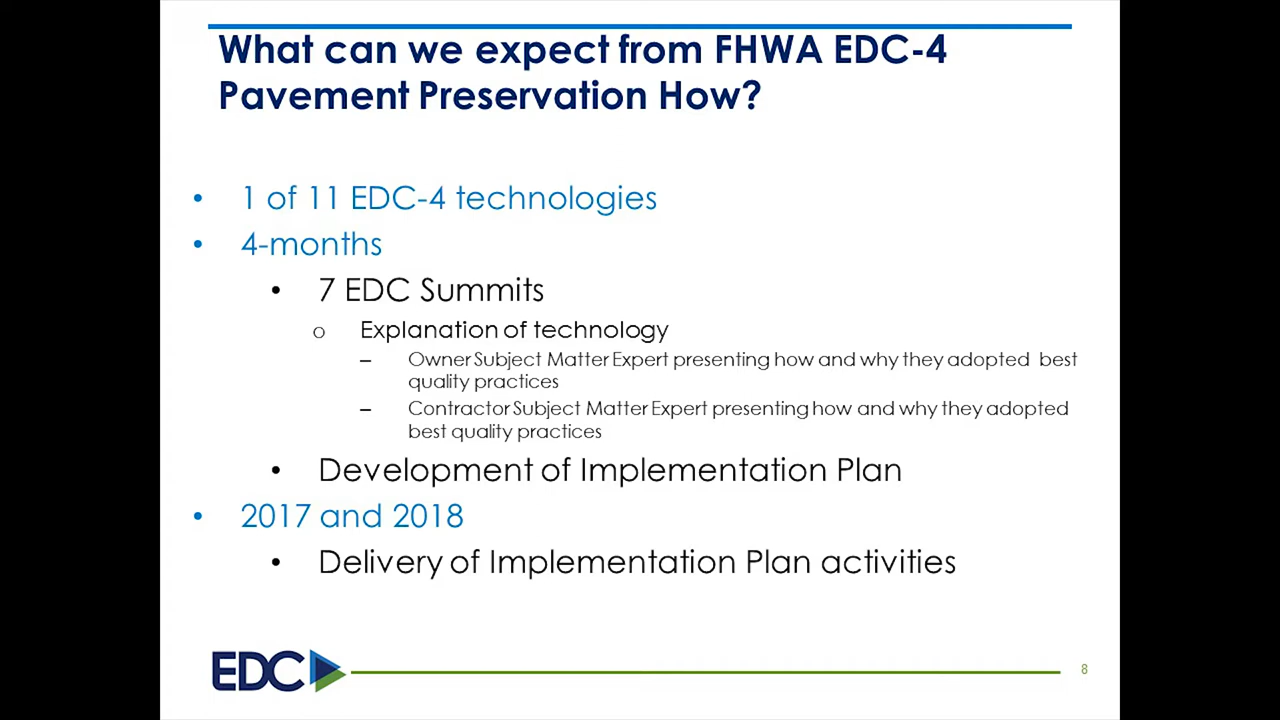 What can we expect from FHWA EDC-4
Pavement Preservation How?
• 1 of 11 EDC-4 technologies
• 4-months
• 7 EDC Summits
o Explanation of technology
– Owner Subject Matter Expert presenting how and why they adopted best
quality practices
– Contractor Subject Matter Expert presenting how and why they adopted
best quality practices
• Development of Implementation Plan
• 2017 and 2018
• Delivery of Implementation Plan activities
EDC
8